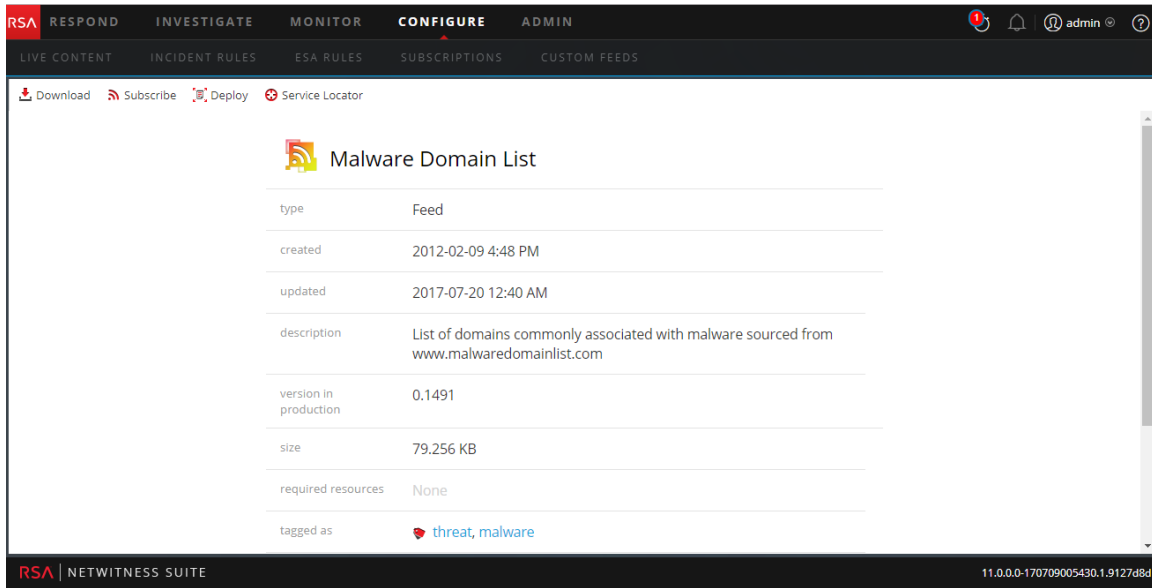 RSA RESPOND INVESTIGATE MONITOR CONFIGURE ADMIN 1 admin ?
LIVE CONTENT INCIDENT RULES ESA RULES SUBSCRIPTIONS CUSTOM FEEDS
Download Subscribe Deploy Service Locator
Malware Domain List
type Feed
created 2012-02-09 4:48 PM
updated 2017-07-20 12:40 AM
description List of domains commonly associated with malware sourced from
www.malwaredomainlist.com
version in
production 0.1491
size 79.256 KB
required resources None
tagged as threat, malware
RSA NETWITNESS SUITE 11.0.0.0-170709005430.1.9127d8d